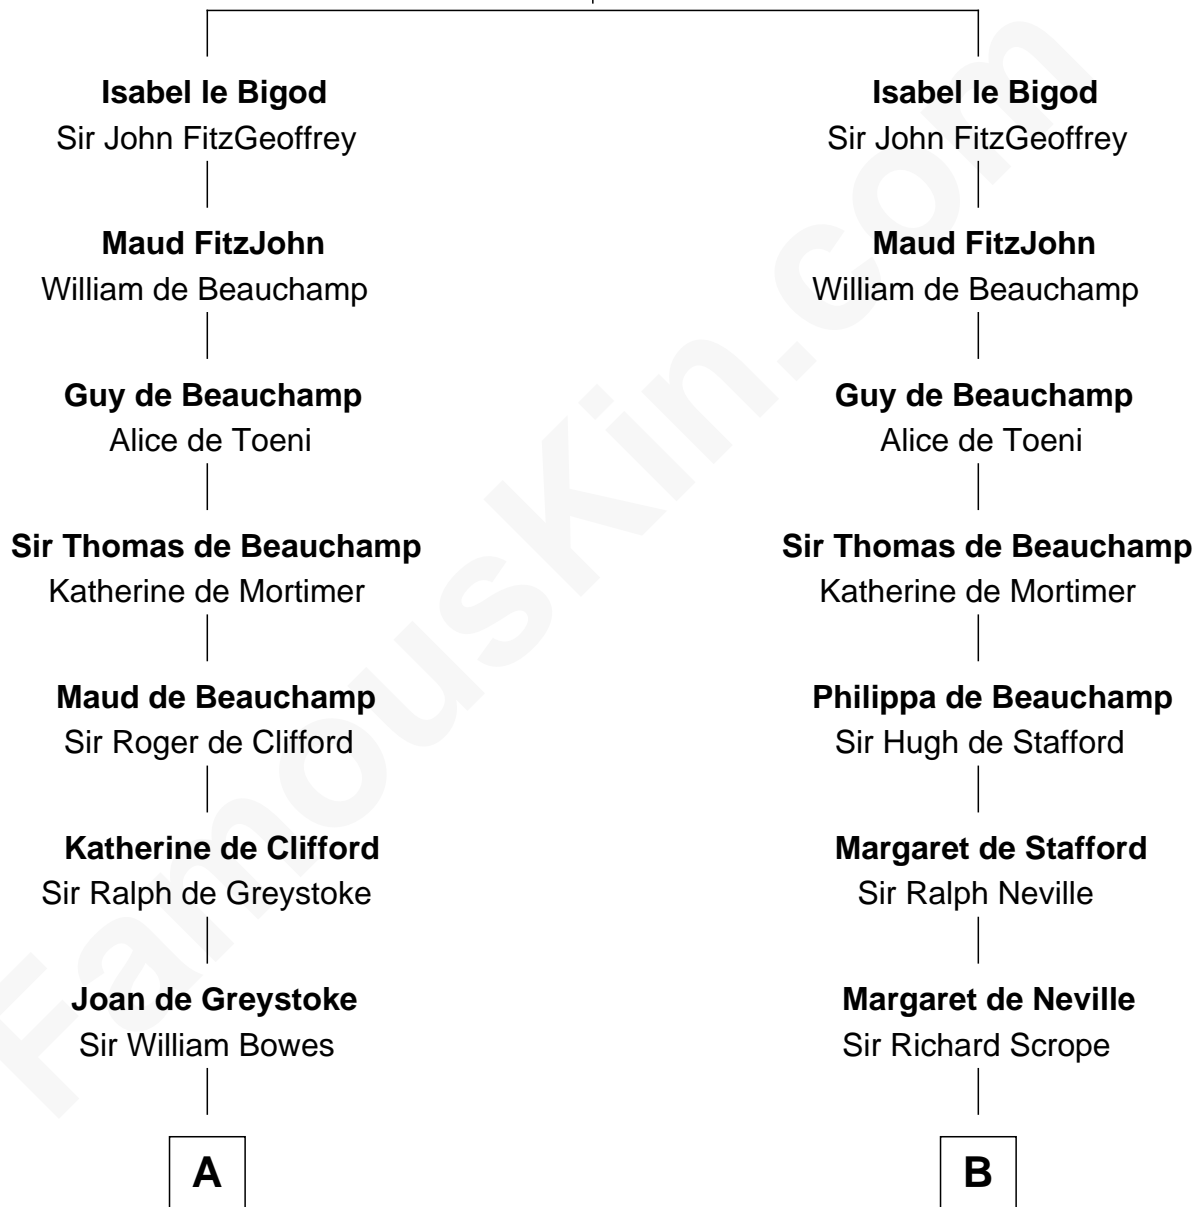 Isabel le Bigod
Sir John FitzGeoffrey
Maud FitzJohn
William de Beauchamp
Guy de Beauchamp
Alice de Toeni
Sir Thomas de Beauchamp
Katherine de Mortimer
Maud de Beauchamp
Sir Roger de Clifford
Katherine de Clifford
Sir Ralph de Greystoke
Joan de Greystoke
Sir William Bowes
A
Isabel le Bigod
Sir John FitzGeoffrey
Maud FitzJohn
William de Beauchamp
Guy de Beauchamp
Alice de Toeni
Sir Thomas de Beauchamp
Katherine de Mortimer
Philippa de Beauchamp
Sir Hugh de Stafford
Margaret de Stafford
Sir Ralph Neville
Margaret de Neville
Sir Richard Scrope
B
FamousKin.com